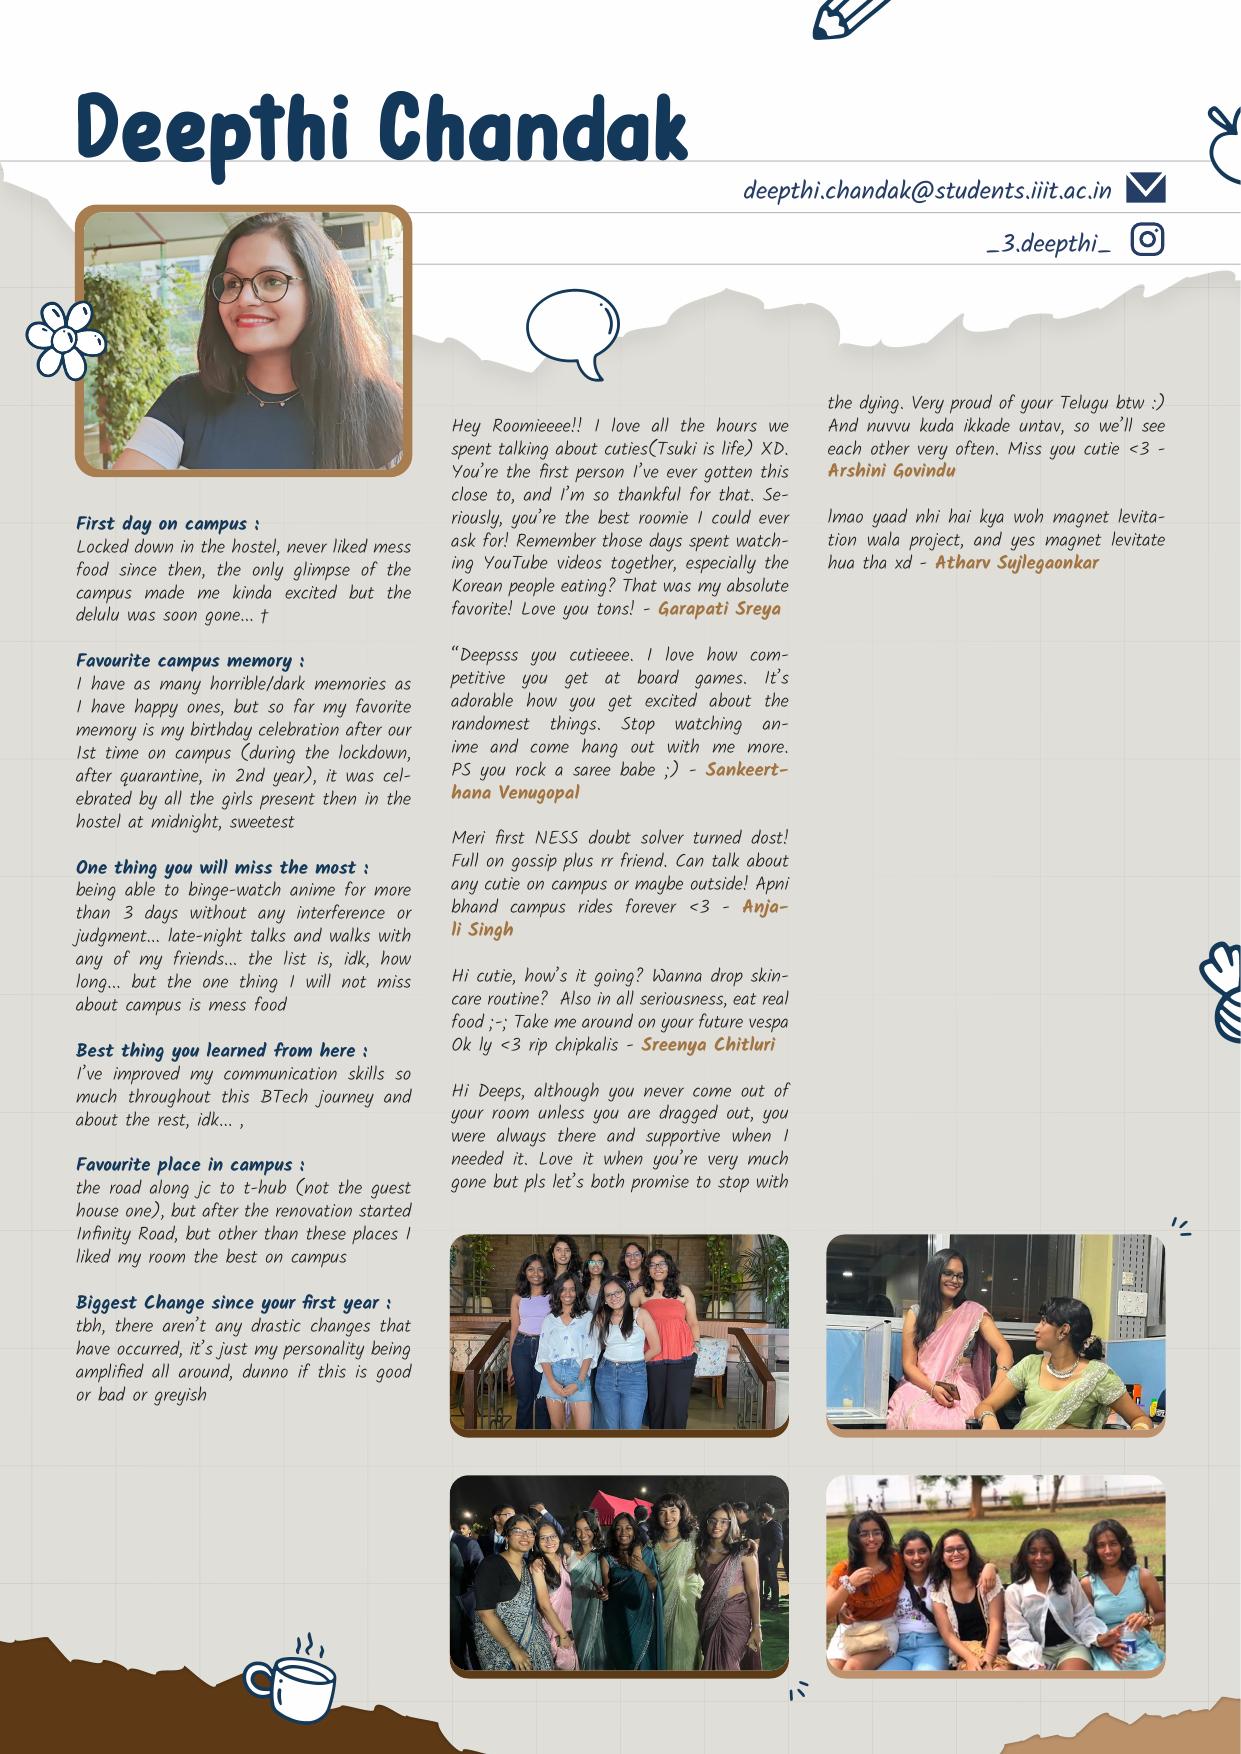 Deepthi Chandak
deepthi.chandak@students.iiit.ac.in
_3.deepthi_
First day on campus :
Locked down in the hostel, never liked mess
food since then, the only glimpse of the
campus made me kinda excited but the
delulu was soon gone... †
Favourite campus memory :
I have as many horrible/dark memories as
I have happy ones, but so far my favorite
memory is my birthday celebration after our
1st time on campus (during the lockdown,
after quarantine, in 2nd year), it was cel-
ebrated by all the girls present then in the
hostel at midnight, sweetest
One thing you will miss the most :
being able to binge-watch anime for more
than 3 days without any interference or
judgment... late-night talks and walks with
any of my friends... the list is, idk, how
long... but the one thing I will not miss
about campus is mess food
Best thing you learned from here :
I've improved my communication skills so
much throughout this BTech journey and
about the rest, idk... ,
Favourite place in campus :
the road along jc to t-hub (not the guest
house one), but after the renovation started
Infinity Road, but other than these places I
liked my room the best on campus
Biggest Change since your first year :
tbh, there aren't any drastic changes that
have occurred, it's just my personality being
amplified all around, dunno if this is good
or bad or greyish
Hey Roomieeee!! I love all the hours we
spent talking about cuties(Tsuki is life) XD.
You're the first person I've ever gotten this
close to, and I'm so thankful for that. Se-
riously, you're the best roomie I could ever
ask for! Remember those days spent watch-
ing YouTube videos together, especially the
Korean people eating? That was my absolute
favorite! Love you tons! - Garapati Sreya
“Deepsss you cutieeee. I love how com-
petitive you get at board games. It's
adorable how you get excited about the
randomest things. Stop watching an-
ime and come hang out with me more.
PS you rock a saree babe ;) - Sankeert-
hana Venugopal
Meri first NESS doubt solver turned dost!
Full on gossip plus rr friend. Can talk about
any cutie on campus or maybe outside! Apni
bhand campus rides forever <3 - Anja-
li Singh
Hi cutie, how's it going? Wanna drop skin-
care routine? Also in all seriousness, eat real
food ;-; Take me around on your future vespa
Ok ly <3 rip chipkalis - Sreenya Chitluri
Hi Deeps, although you never come out of
your room unless you are dragged out, you
were always there and supportive when I
needed it. Love it when you're very much
gone but pls let's both promise to stop with
the dying. Very proud of your Telugu btw :)
And nuvvu kuda ikkade untav, so we'll see
each other very often. Miss you cutie <3 -
Arshini Govindu
lmao yaad nhi hai kya woh magnet levita-
tion wala project, and yes magnet levitate
hua tha xd - Atharv Sujlegaonkar